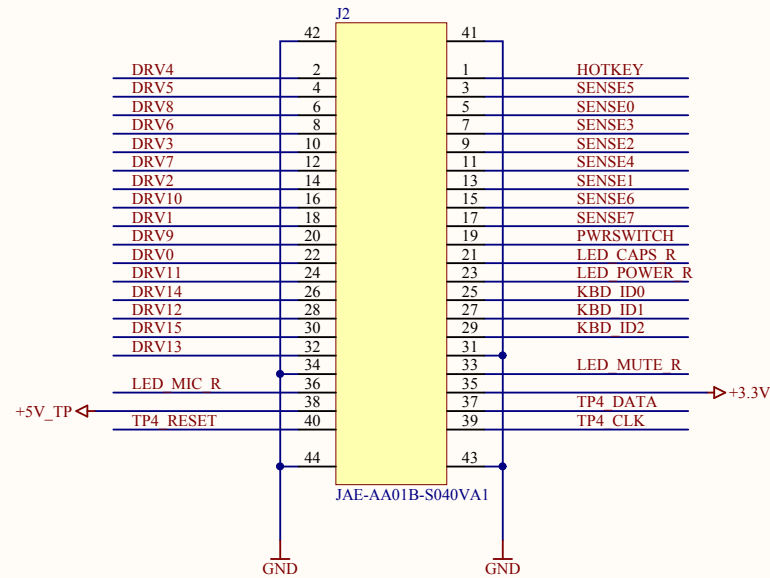 J2
42 41
DRV4 2 1 HOTKEY
DRV5 4 3 SENSE5
DRV8 6 5 SENSE0
DRV6 8 7 SENSE3
DRV3 10 9 SENSE2
DRV7 12 11 SENSE4
DRV2 14 13 SENSE1
DRV10 16 15 SENSE6
DRV1 18 17 SENSE7
DRV9 20 19 PWRSWITCH
DRV0 22 21 LED_CAPS_R
DRV11 24 23 LED_POWER_R
DRV14 26 25 KBD_ID0
DRV12 28 27 KBD_ID1
DRV15 30 29 KBD_ID2
DRV13 32 31
34 33 LED_MUTE_R
LED_MIC_R 36 35 +3.3V
+5V_TP 38 37 TP4_DATA
TP4_RESET 40 39 TP4_CLK
44 43
JAE-AA01B-S040VA1
GND GND